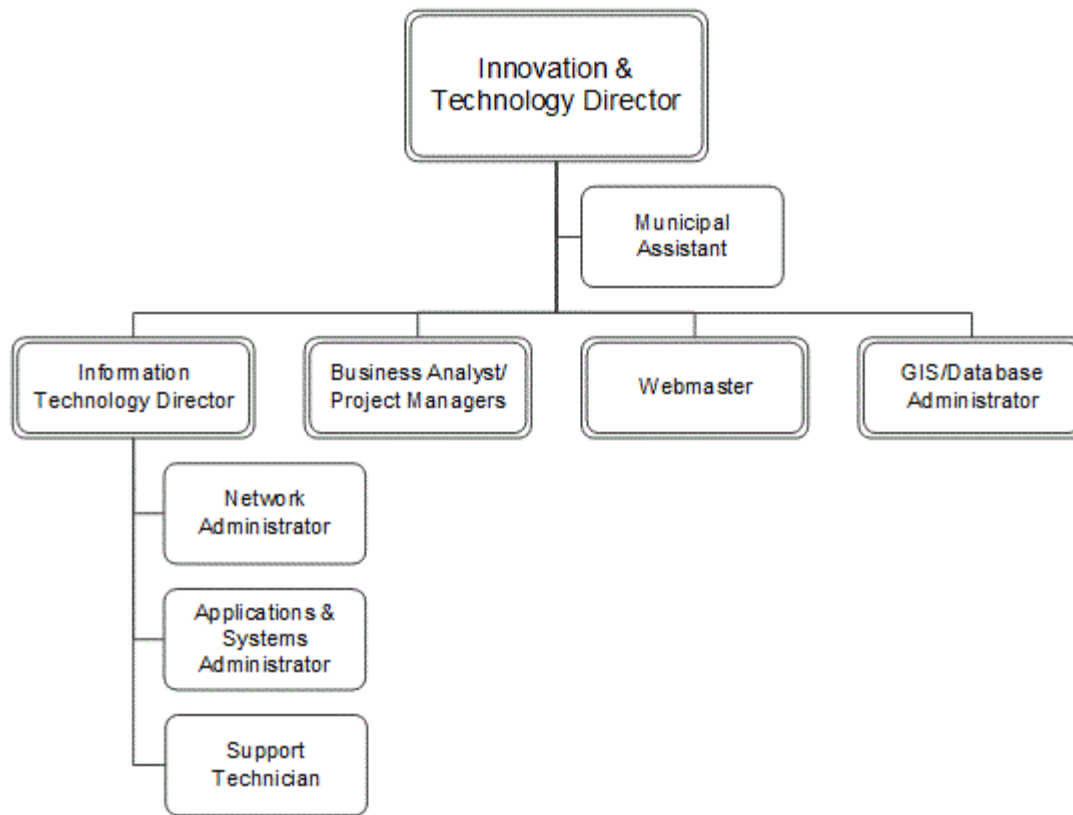 Innovation &
Technology Director
Municipal
Assistant
Information
Technology Director
Business Analyst/
Project Managers
Webmaster
GIS/Database
Administrator
Network
Administrator
Applications &
Systems
Administrator
Support
Technician